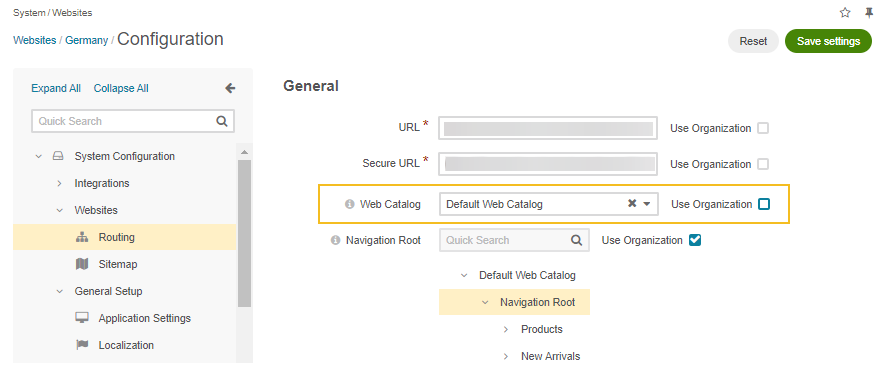 System / Websites
Websites / Germany / Configuration
Reset
Save settings
Expand All Collapse All
Quick Search
System Configuration
Integrations
Websites
Routing
Sitemap
General Setup
Application Settings
Localization
General
URL * Use Organization
Secure URL * Use Organization
Web Catalog Default Web Catalog Use Organization
Navigation Root Quick Search Use Organization
Default Web Catalog
Navigation Root
Products
New Arrivals